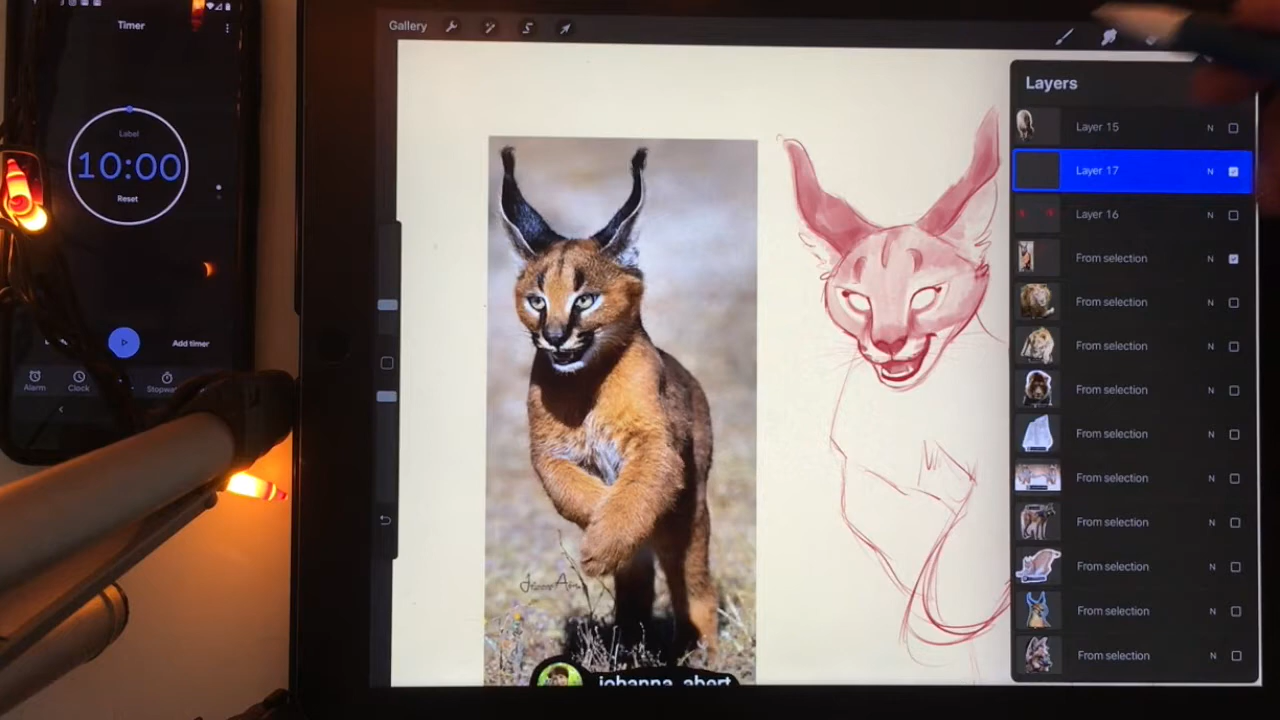 Timer
Label
10:00
Reset
Add timer
Alarm
Clock
Gallery
Layers
Layer 15 N
Layer 17 N
Layer 16 N
From selection N
From selection N
From selection N
From selection N
From selection N
From selection N
From selection N
From selection N
From selection N
From selection N
johanna_abert